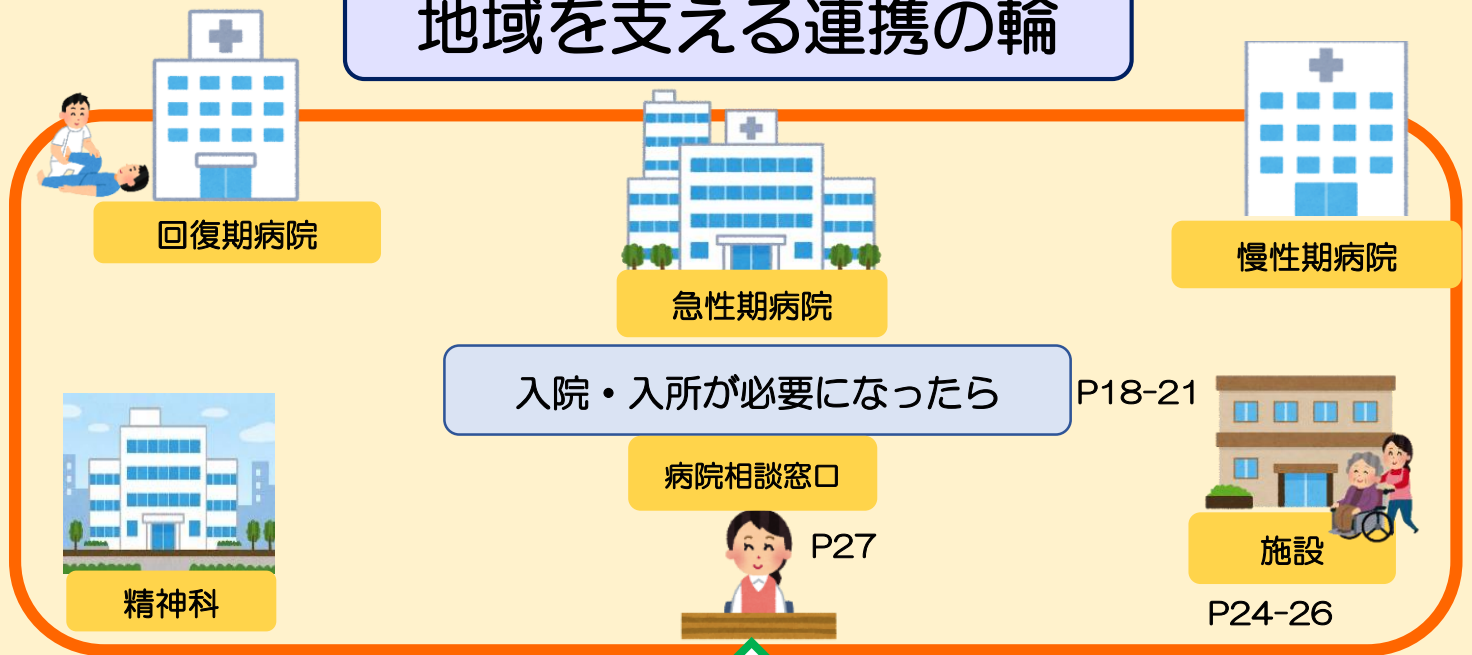 地域を支える連携の輪
回復期病院
急性期病院
慢性期病院
入院・入所が必要になったら
P18-21
病院相談窓口
P27
精神科
施設
P24-26